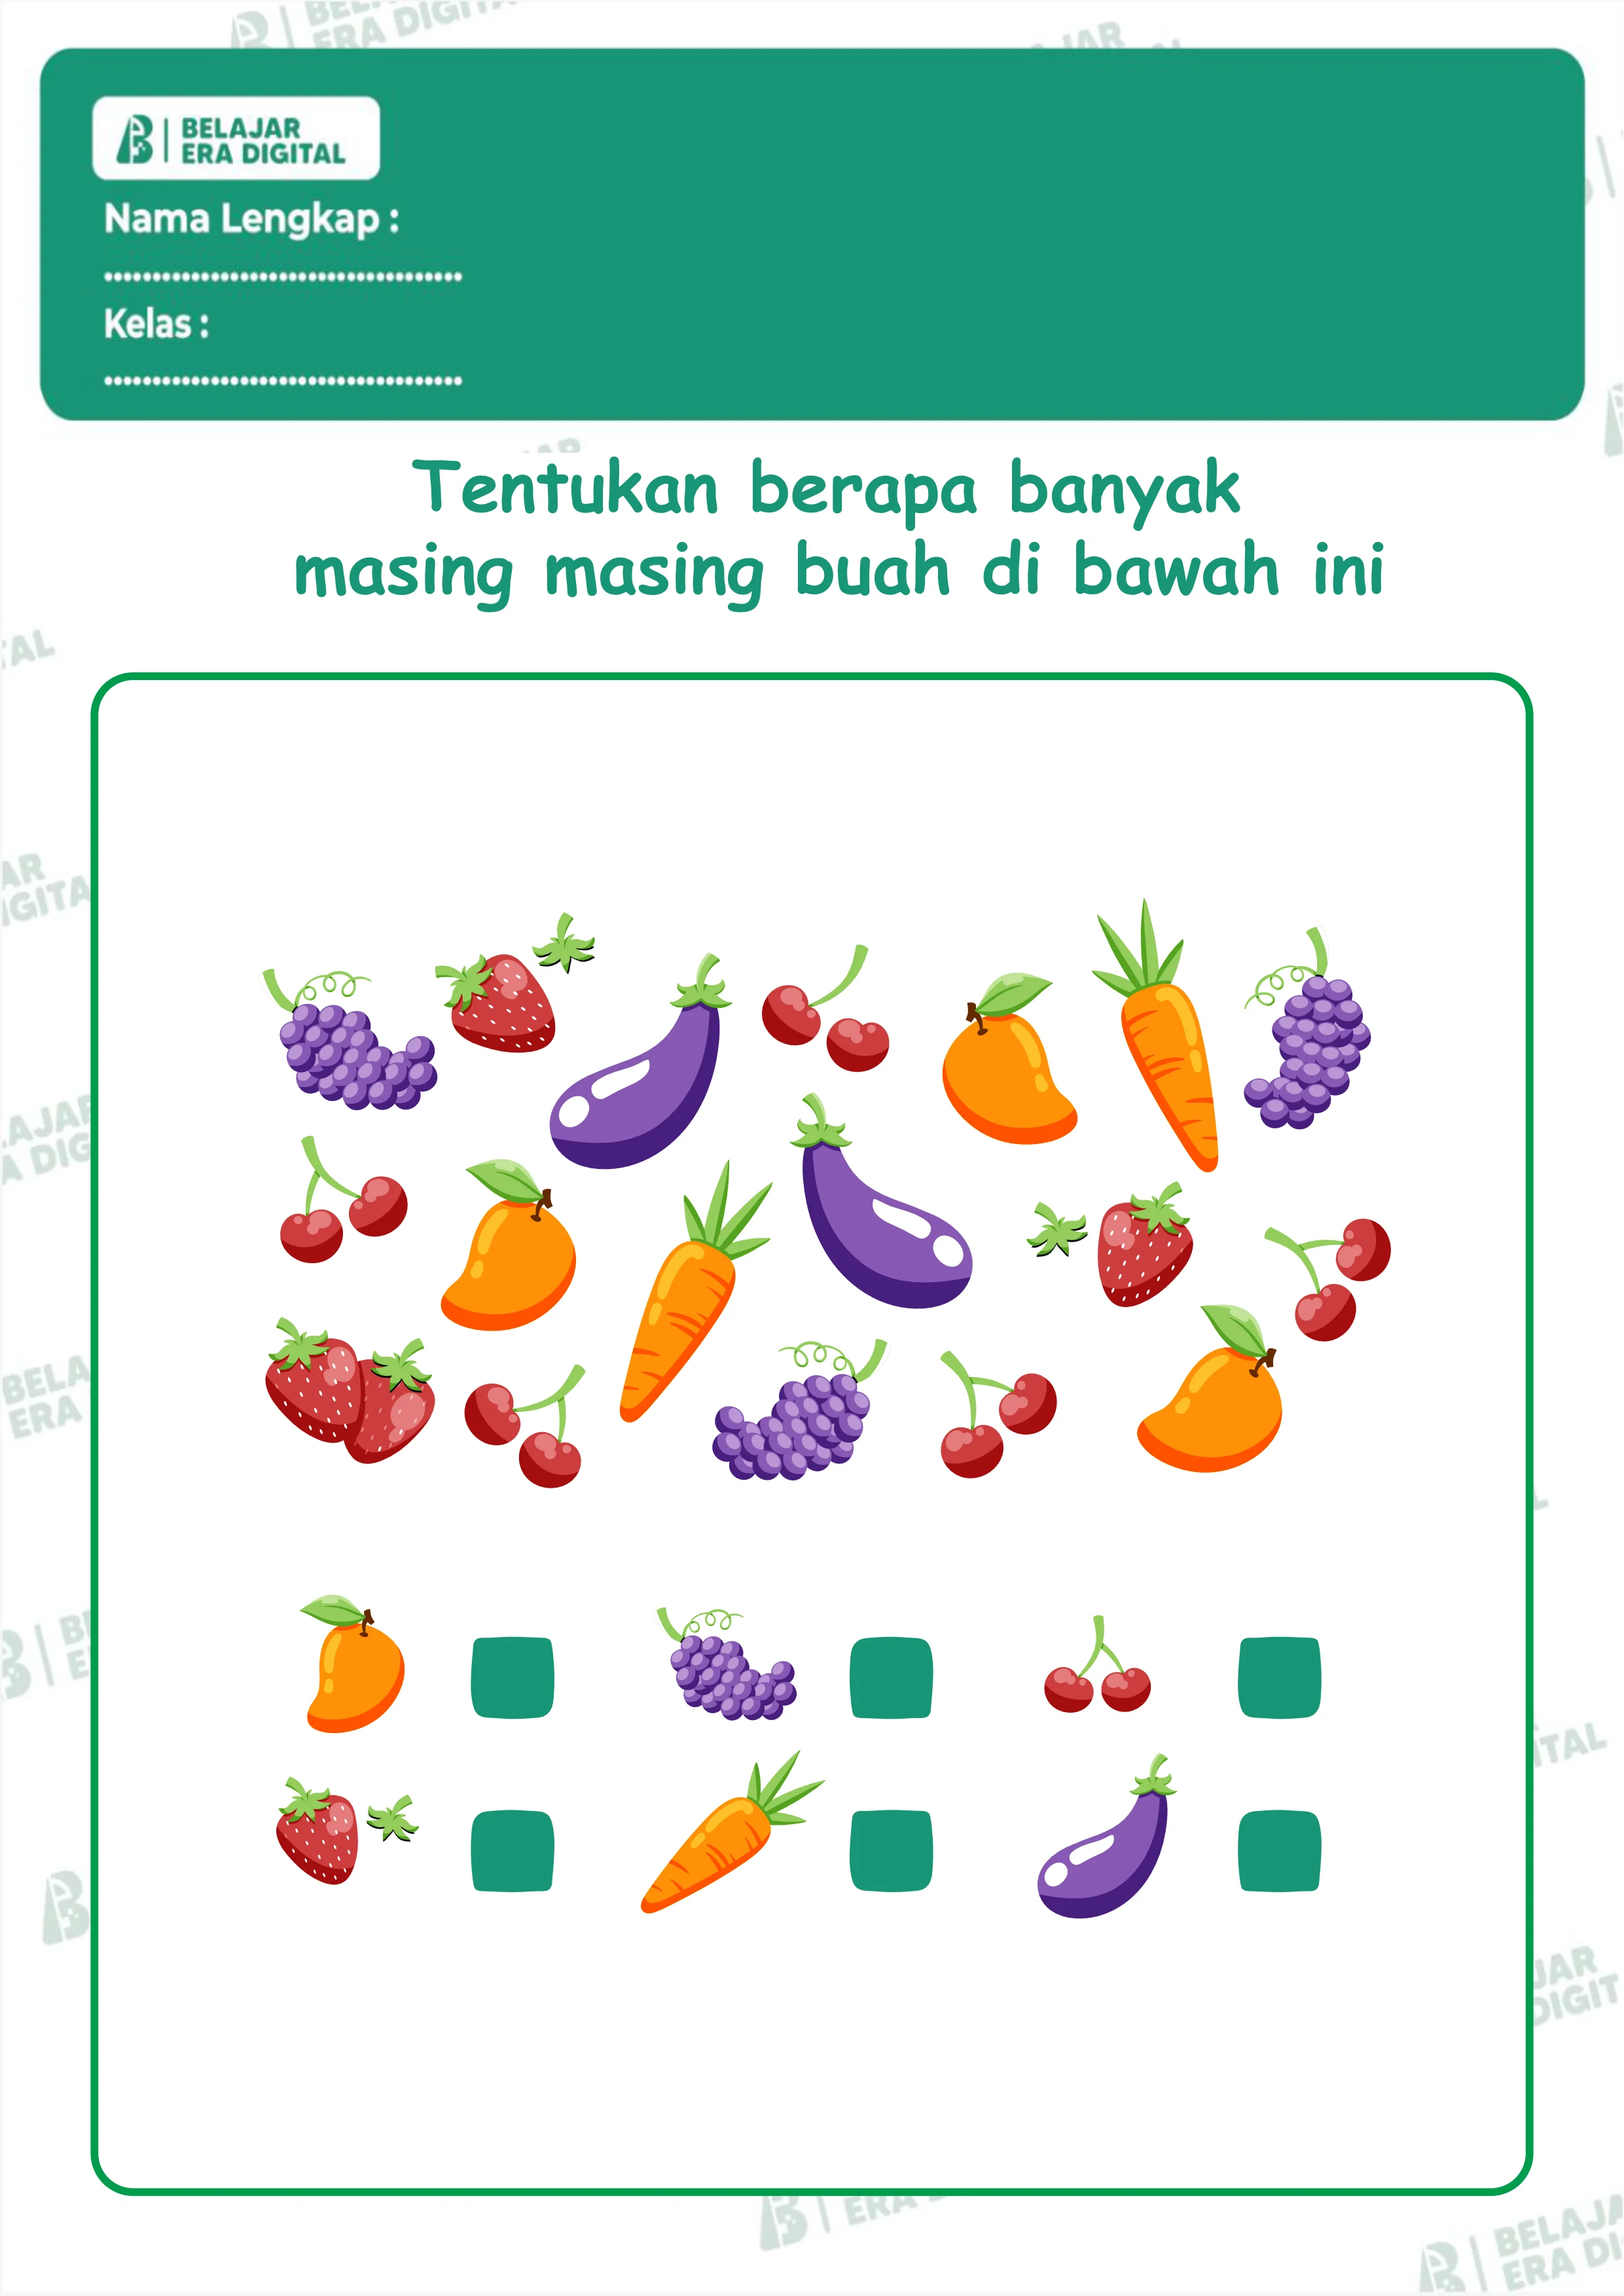 BELAJAR
ERA DIGITAL
Nama Lengkap :
.....................................
Kelas :
.....................................
Tentukan berapa banyak
masing masing buah di bawah ini